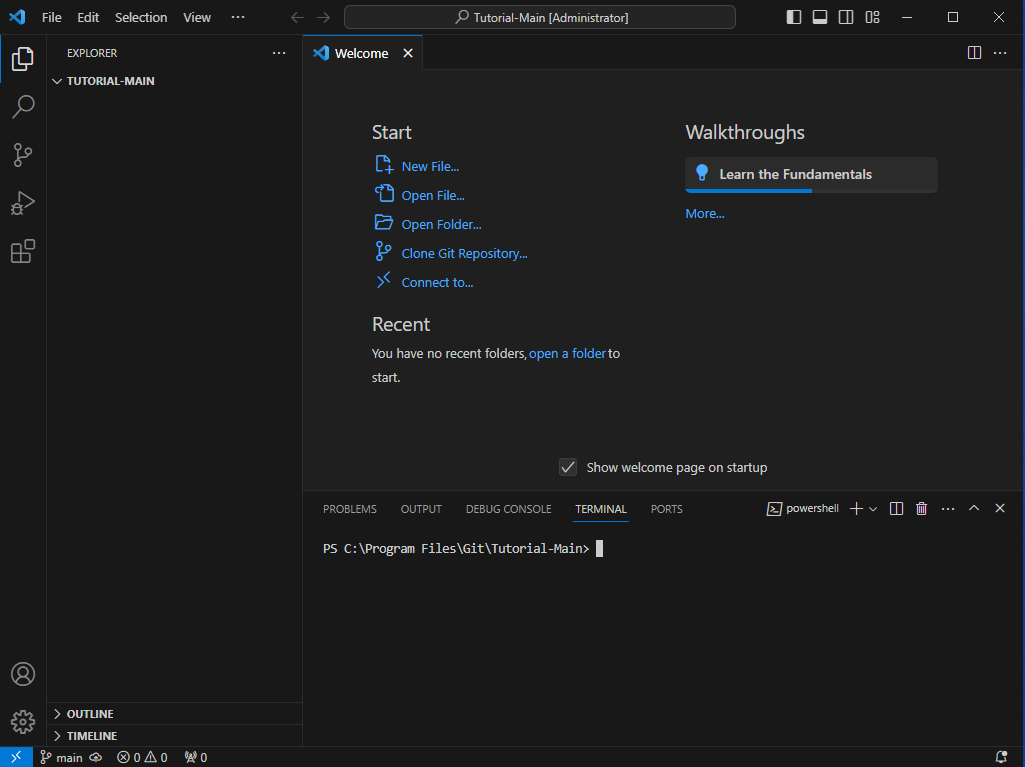 File Edit Selection View ··· Tutorial-Main [Administrator]
EXPLORER ···
TUTORIAL-MAIN
Welcome
Start
New File...
Open File...
Open Folder...
Clone Git Repository...
Connect to...
Recent
You have no recent folders, open a folder to
start.
Walkthroughs
Learn the Fundamentals
More...
Show welcome page on startup
PROBLEMS OUTPUT DEBUG CONSOLE TERMINAL PORTS powershell
PS C:\Program Files\Git\Tutorial-Main>
OUTLINE
TIMELINE
main 0 0 0